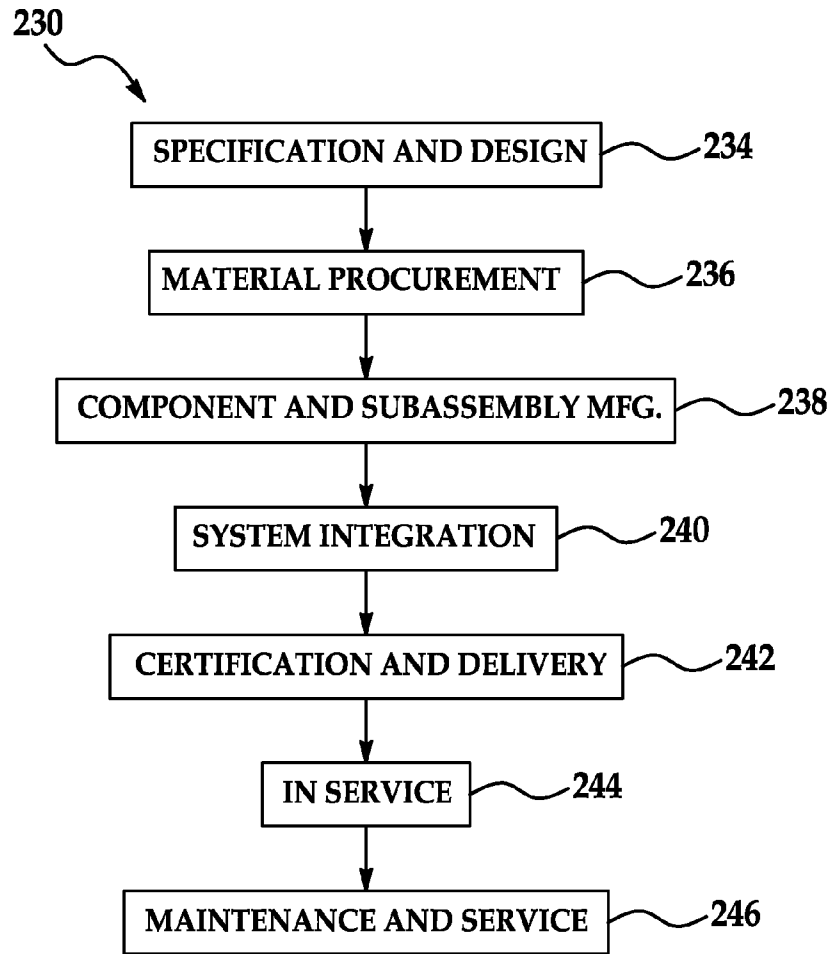 230
SPECIFICATION AND DESIGN 234
MATERIAL PROCUREMENT 236
COMPONENT AND SUBASSEMBLY MFG. 238
SYSTEM INTEGRATION 240
CERTIFICATION AND DELIVERY 242
IN SERVICE 244
MAINTENANCE AND SERVICE 246